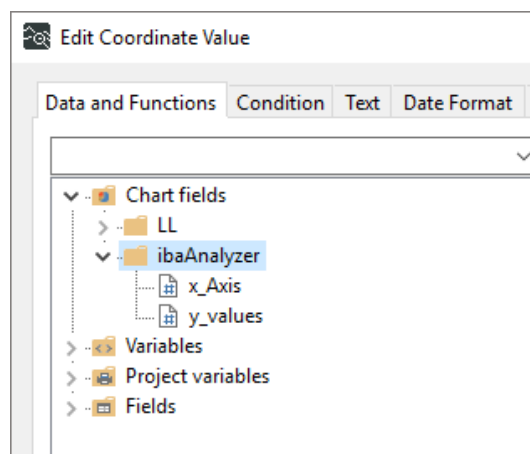 Edit Coordinate Value
Data and Functions Condition Text Date Format
Chart fields
LL
ibaAnalyzer
x_Axis
y_values
Variables
Project variables
Fields